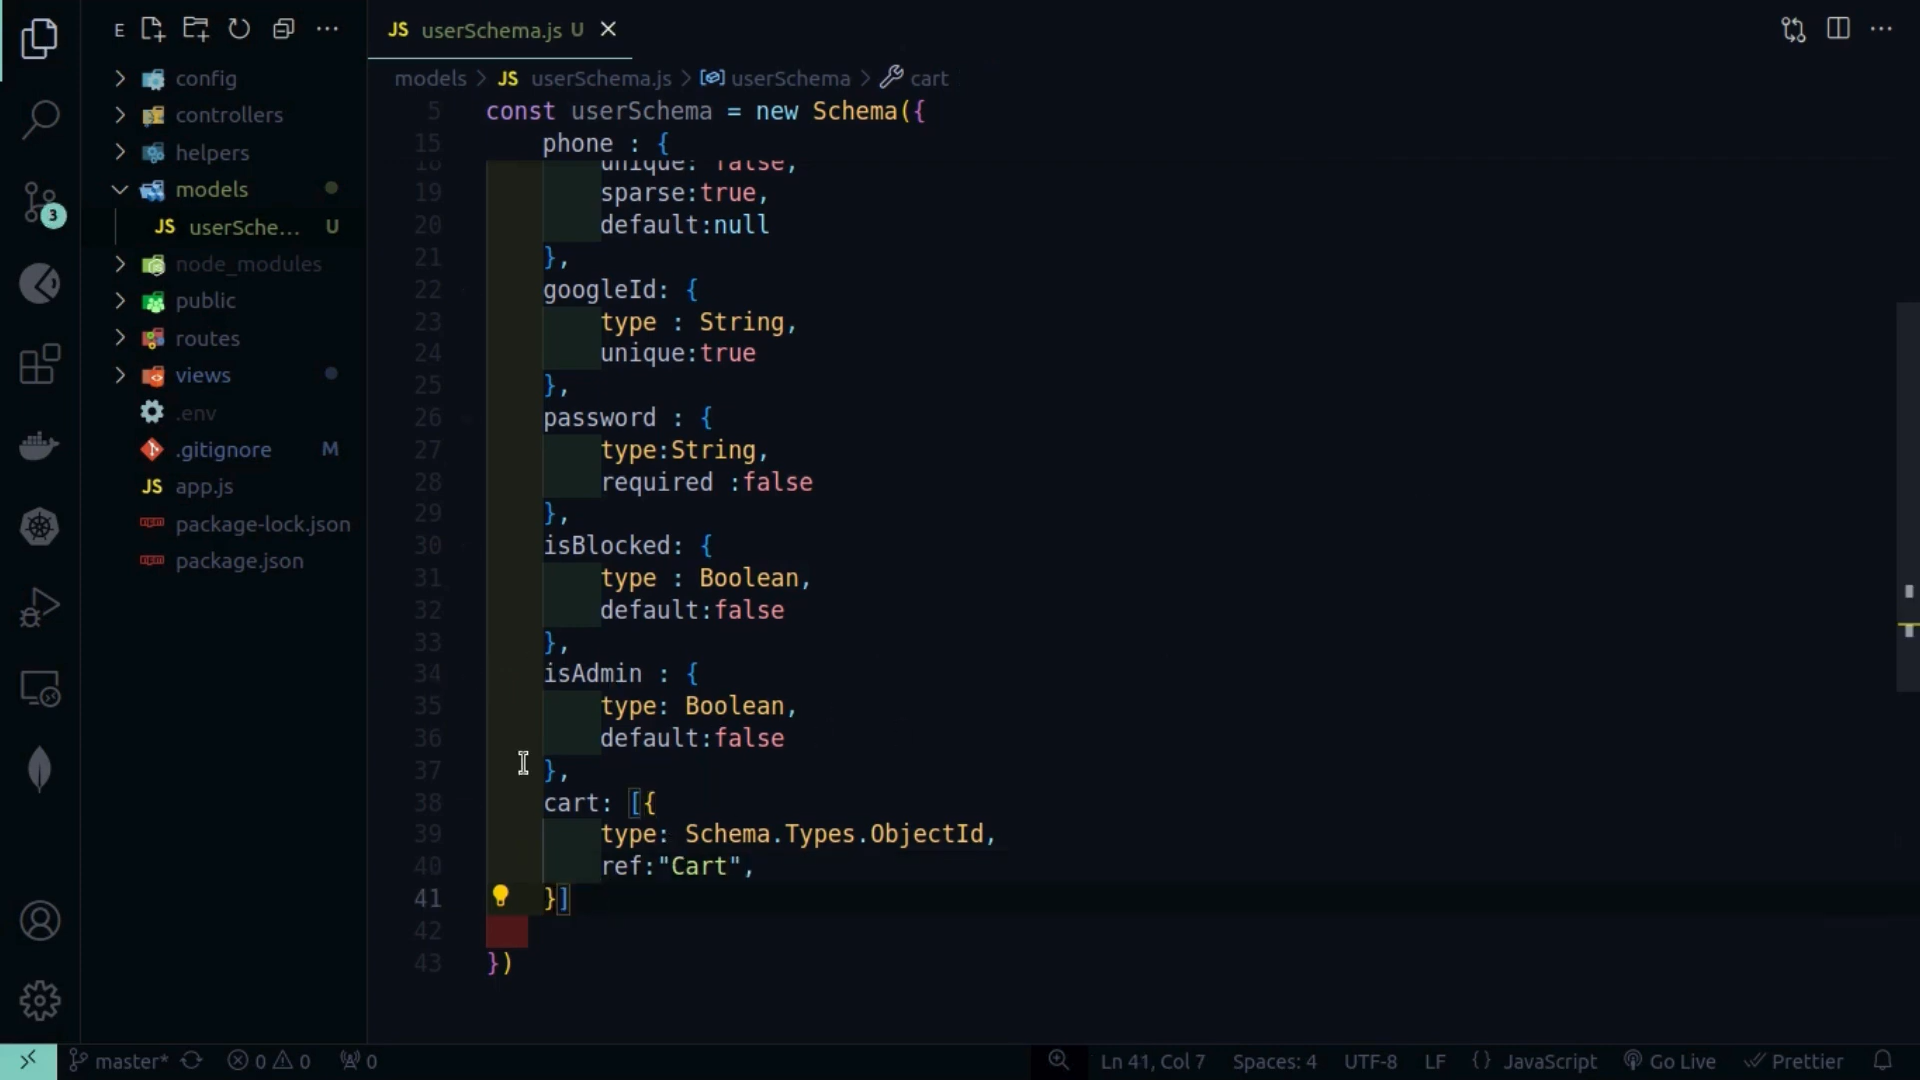 E
JS userSchema.js U
models > JS userSchema.js > userSchema > cart
config
controllers
helpers
models
JS userSche... U
node_modules
public
routes
views
.env
.gitignore M
JS app.js
package-lock.json
package.json
3
5 const userSchema = new Schema({
15 phone : {
18 unique: false,
19 sparse:true,
20 default:null
21 },
22 googleId: {
23 type : String,
24 unique:true
25 },
26 password : {
27 type:String,
28 required :false
29 },
30 isBlocked: {
31 type : Boolean,
32 default:false
33 },
34 isAdmin : {
35 type: Boolean,
36 default:false
37 },
38 cart: [{
39 type: Schema.Types.ObjectId,
40 ref:"Cart",
41 }]
42
43 })
master* 0 0 0 Ln 41, Col 7 Spaces: 4 UTF-8 LF {} JavaScript Go Live Prettier